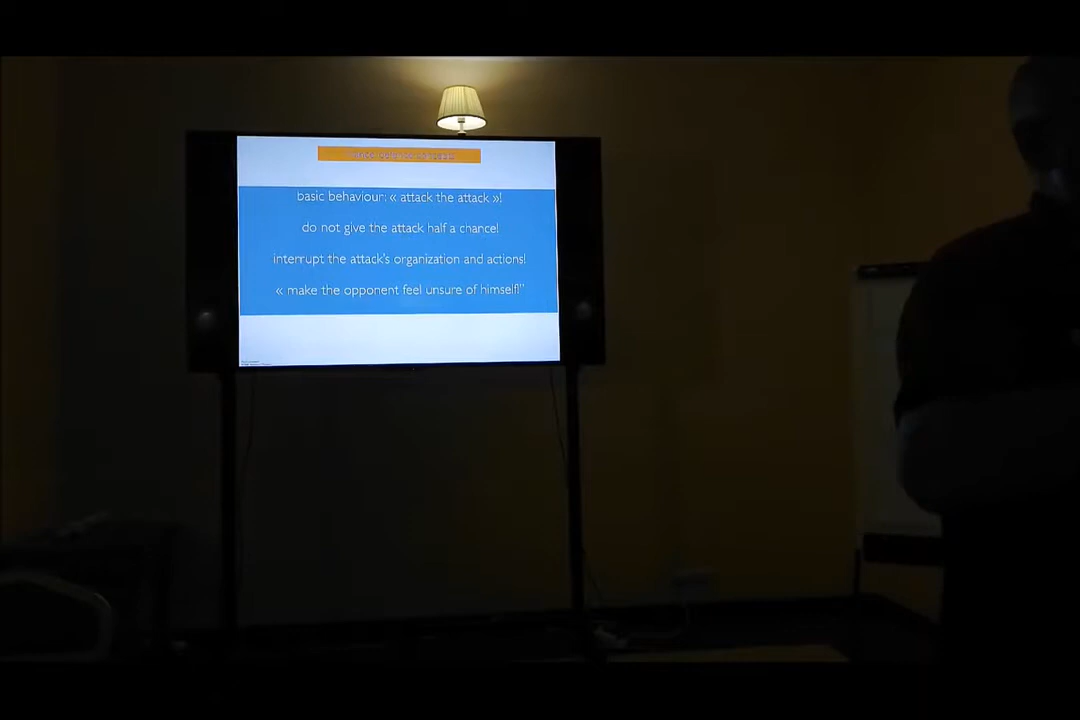 basic behaviour: « attack the attack »!
do not give the attack half a chance!
interrupt the attack's organization and actions!
« make the opponent feel unsure of himself!"